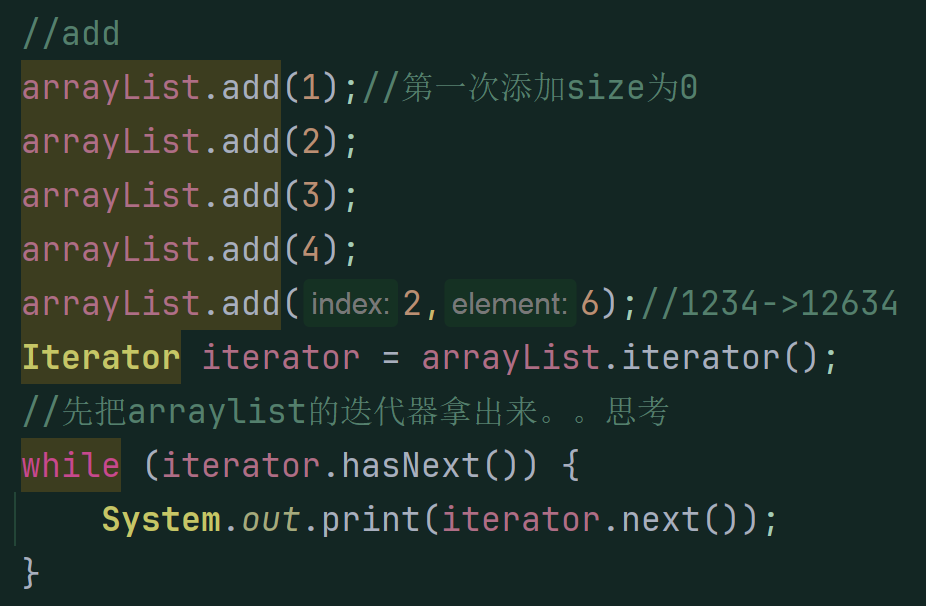 //add
arrayList.add(1);//第一次添加size为0
arrayList.add(2);
arrayList.add(3);
arrayList.add(4);
arrayList.add( index: 2, element: 6);//1234->12634
Iterator iterator = arrayList.iterator();
//先把arraylist的迭代器拿出来。。思考
while (iterator.hasNext()) {
    System.out.print(iterator.next());
}